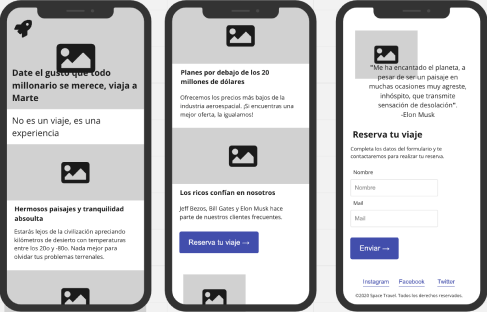 Date el gusto que todo
millonario se merece, viaja a
Marte
No es un viaje, es una
experiencia
Hermosos paisajes y tranquilidad
absoulta
Estarás lejos de la civilización apreciando
kilómetros de desierto con temperaturas
entre los 20o y -80o. Nada mejor para
olvidar tus problemas terrenales.
Planes por debajo de los 20
millones de dólares
Ofrecemos los precios más bajos de la
industria aeroespacial. ¡Si encuentras una
mejor oferta, la igualamos!
Los ricos confían en nosotros
Jeff Bezos, Bill Gates y Elon Musk hace
parte de nuestros clientes frecuentes.
Reserva tu viaje →
"Me ha encantado el planeta, a
pesar de ser un paisaje en
muchas ocasiones muy agreste,
inhóspito, que transmite
sensación de desolación".
-Elon Musk
Reserva tu viaje
Completa los datos del formulario y te
contactaremos para realizar tu reserva.
Nombre
Nombre
Mail
Mail
Enviar →
Instagram Facebook Twitter
©2020 Space Travel. Todos los derechos reservados.